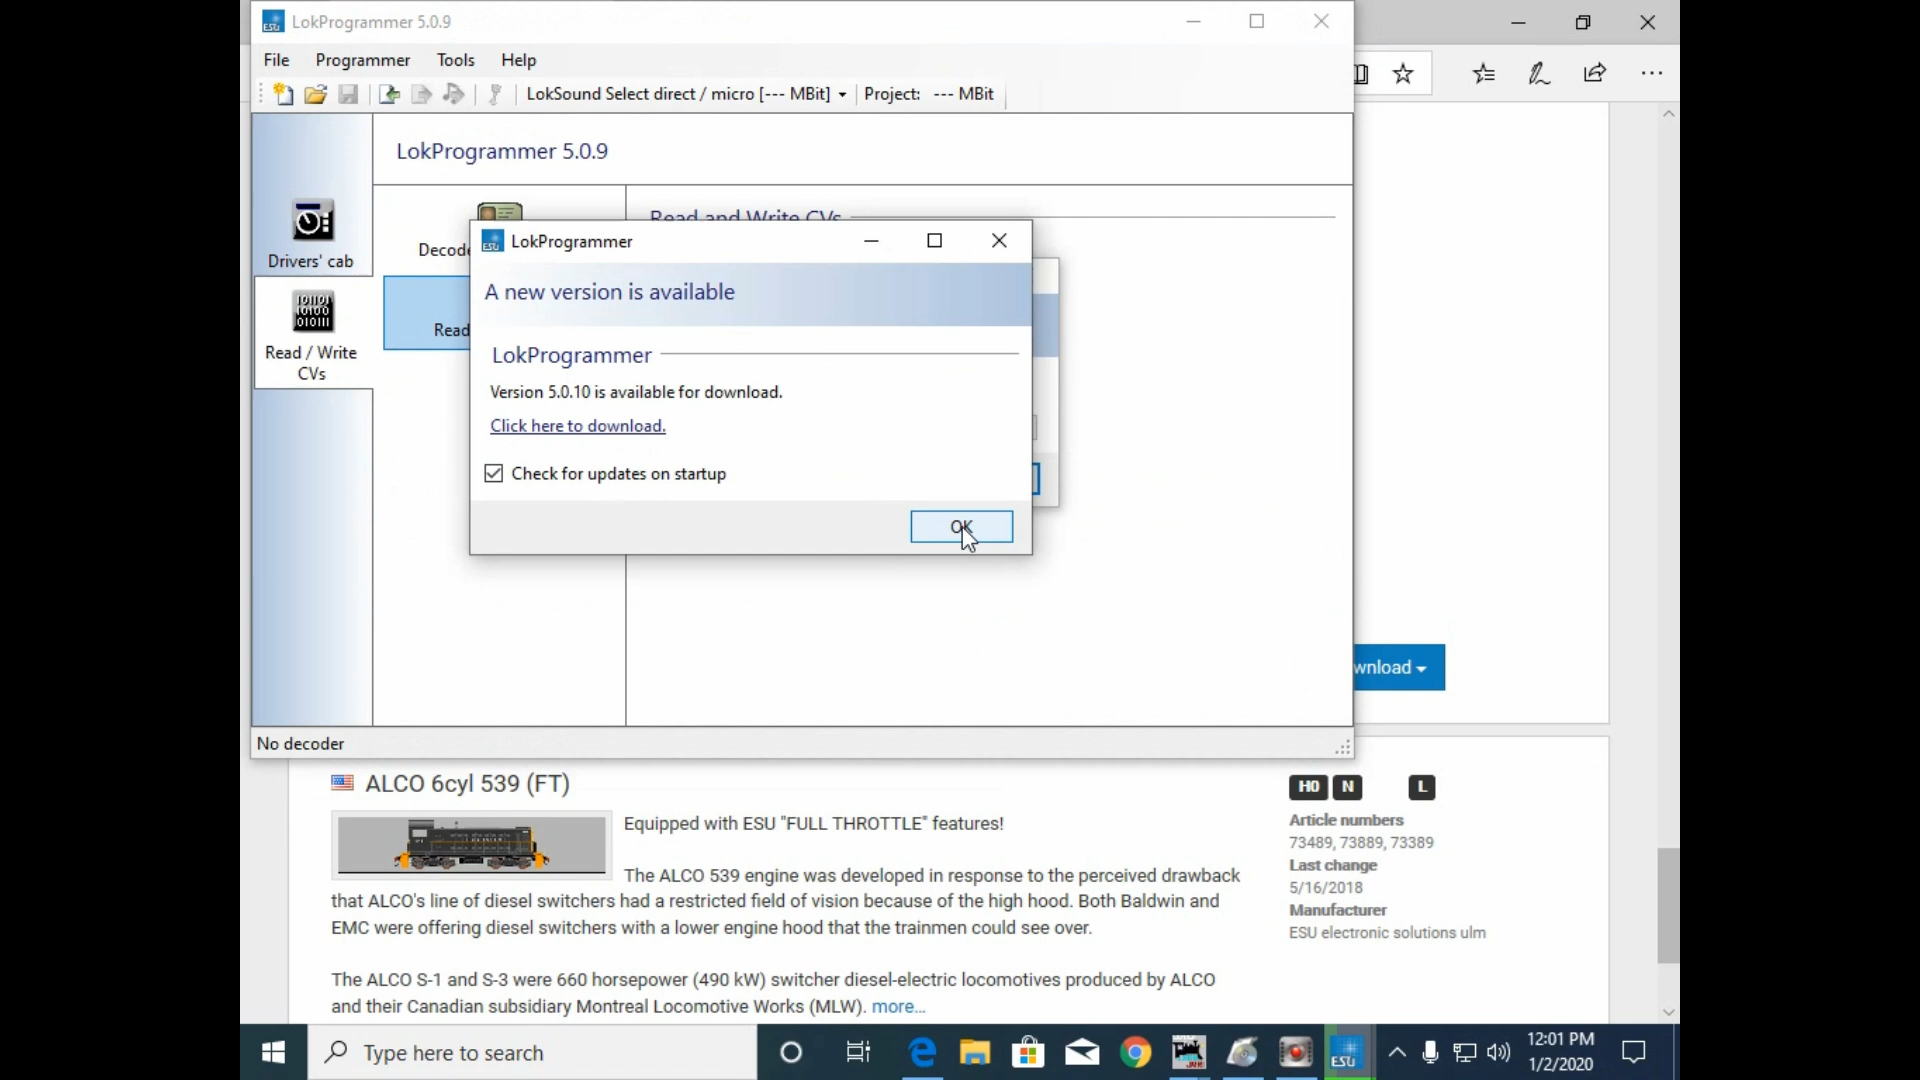 LokProgrammer 5.0.9
File Programmer Tools Help
LokSound Select direct / micro [--- MBit] Project: --- MBit
LokProgrammer 5.0.9
Drivers' cab
Read / Write
CVs
Read and Write CVs
Read
LokProgrammer
A new version is available
LokProgrammer
Version 5.0.10 is available for download.
Click here to download.
Check for updates on startup
OK
No decoder
ALCO 6cyl 539 (FT)
Equipped with ESU "FULL THROTTLE" features!
The ALCO 539 engine was developed in response to the perceived drawback
that ALCO's line of diesel switchers had a restricted field of vision because of the high hood. Both Baldwin and
EMC were offering diesel switchers with a lower engine hood that the trainmen could see over.
The ALCO S-1 and S-3 were 660 horsepower (490 kW) switcher diesel-electric locomotives produced by ALCO
and their Canadian subsidiary Montreal Locomotive Works (MLW). more...
H0 N L
Article numbers
73489, 73889, 73389
Last change
5/16/2018
Manufacturer
ESU electronic solutions ulm
Type here to search
ESU
12:01 PM
1/2/2020